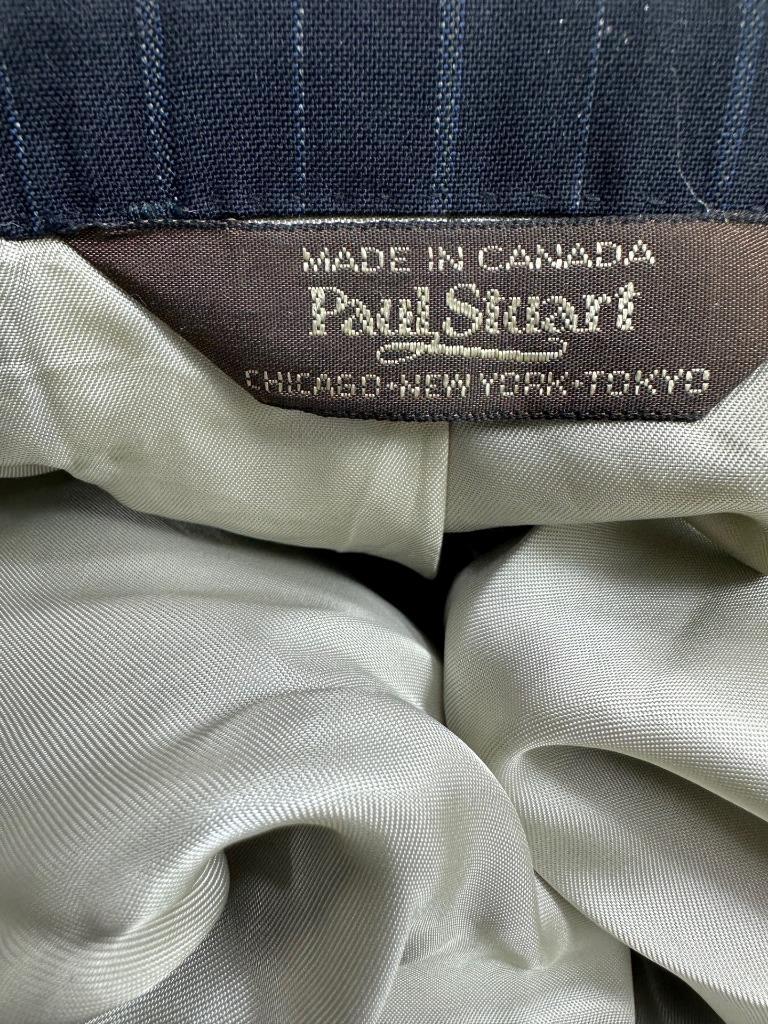 MADE IN CANADA
Paul Stuart
CHICAGO•NEW YORK•TOKYO